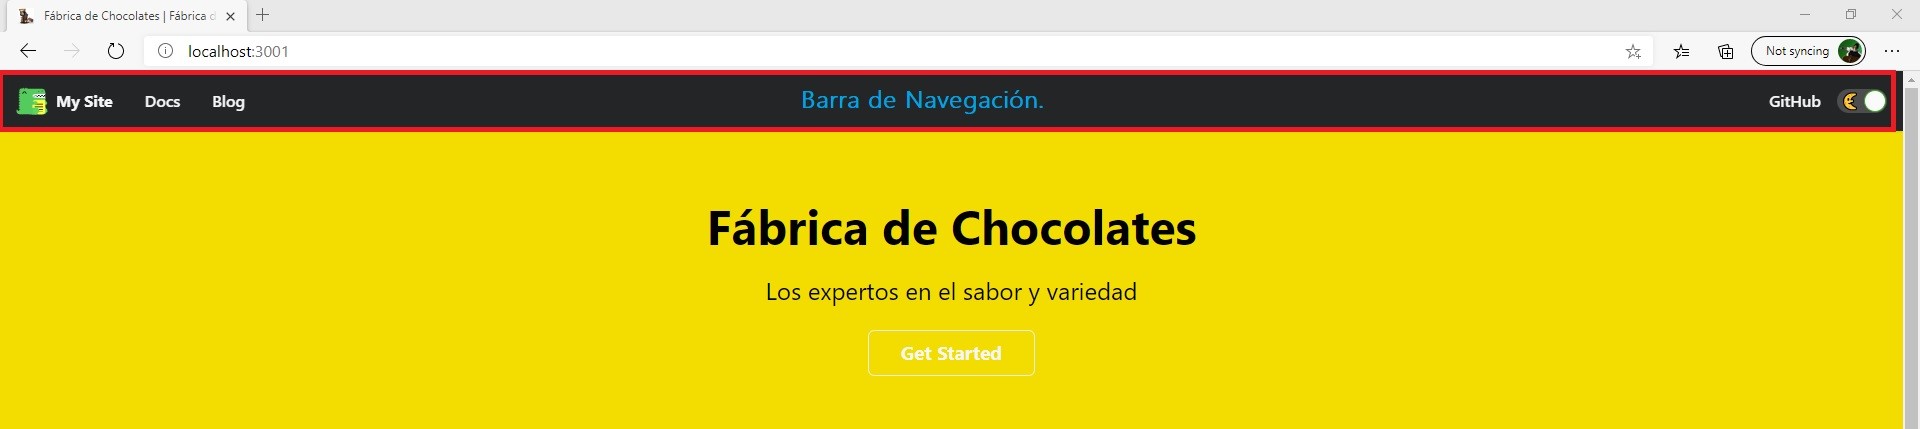 Fábrica de Chocolates | Fábrica d
localhost:3001
Not syncing
My Site Docs Blog Barra de Navegación. GitHub
Fábrica de Chocolates
Los expertos en el sabor y variedad
Get Started